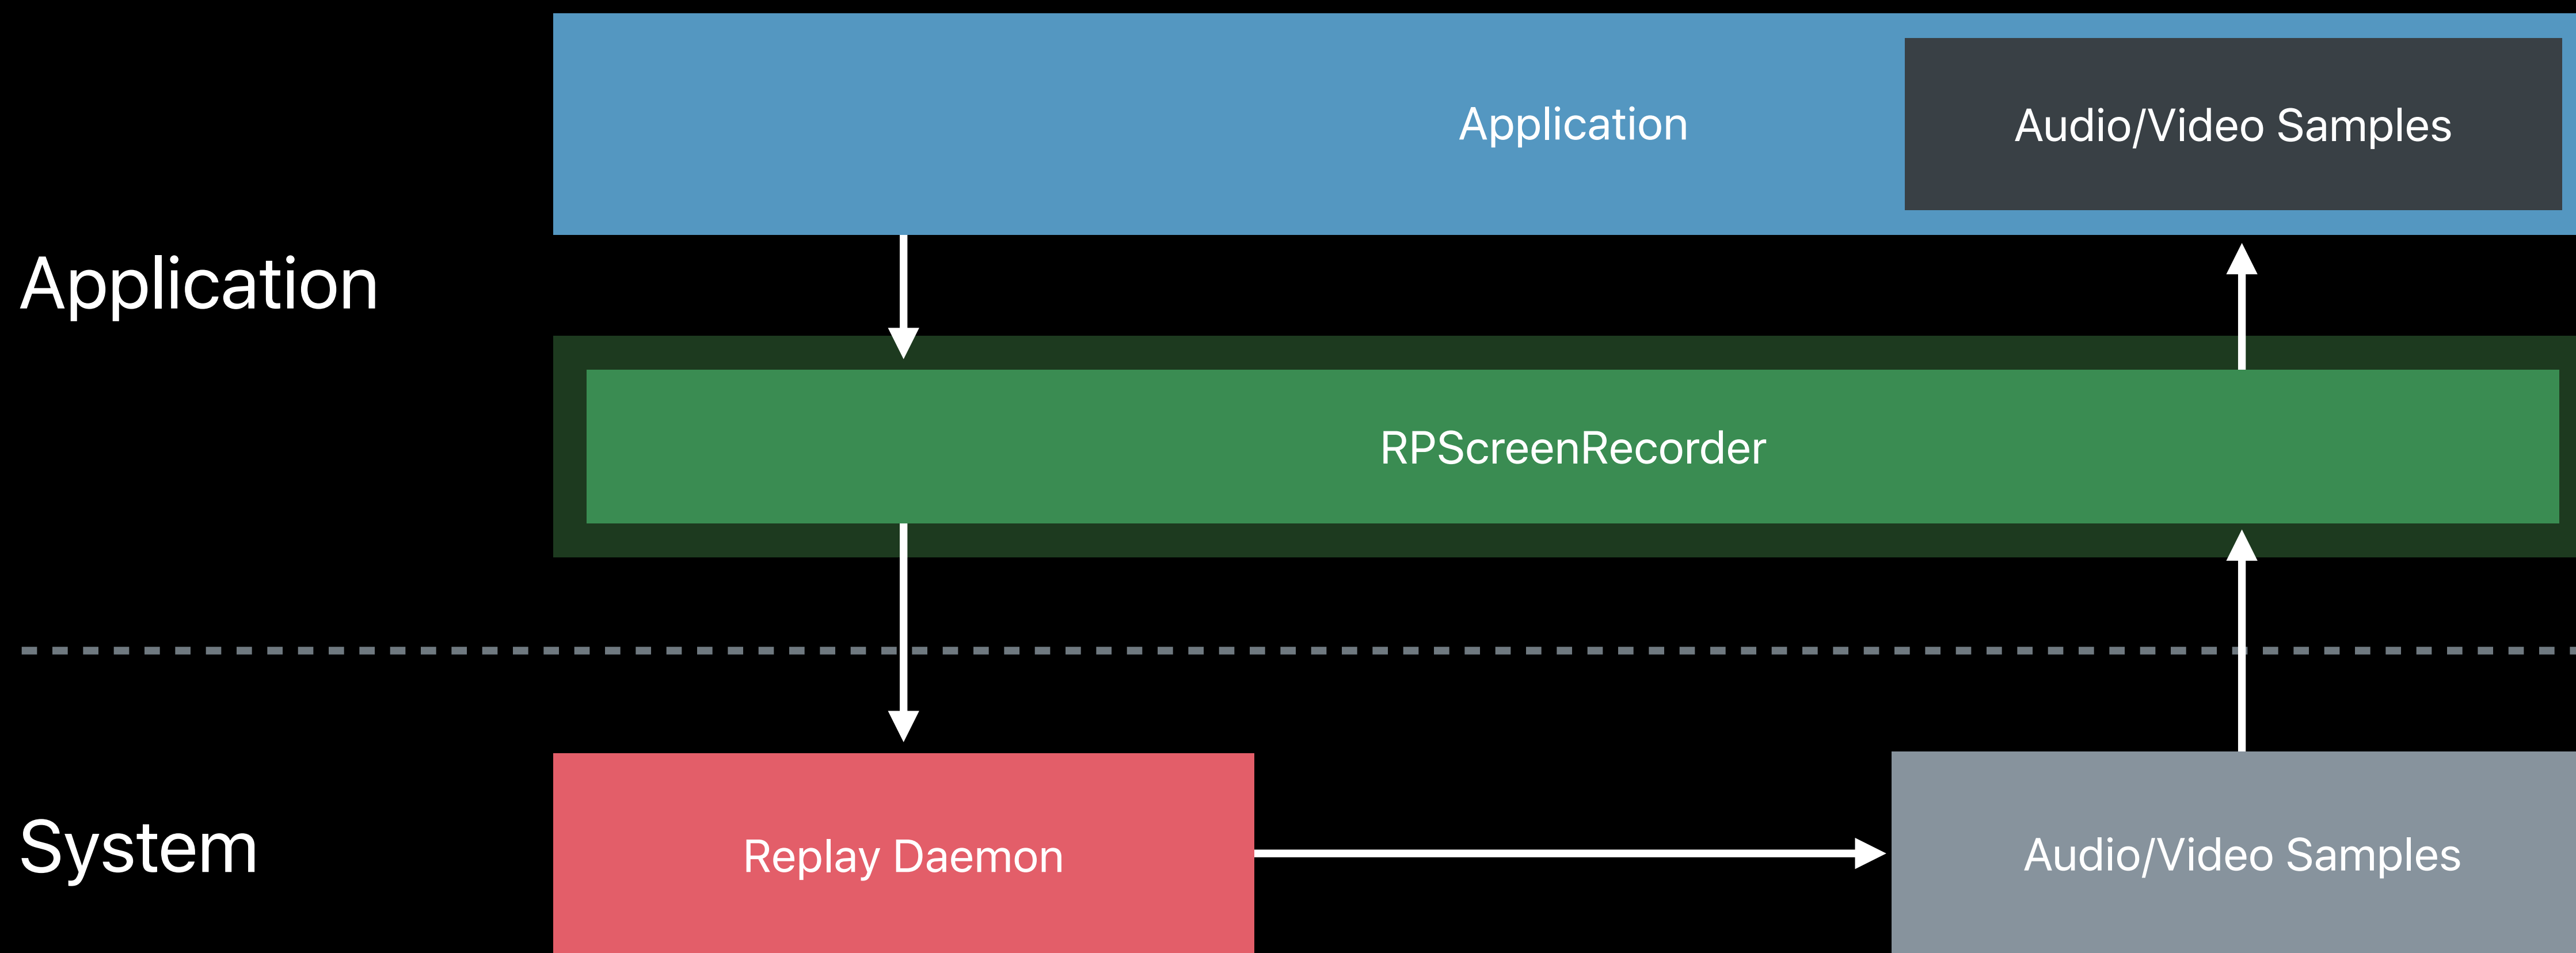 Application
Audio/Video Samples
Application
RPScreenRecorder
System
Replay Daemon
Audio/Video Samples